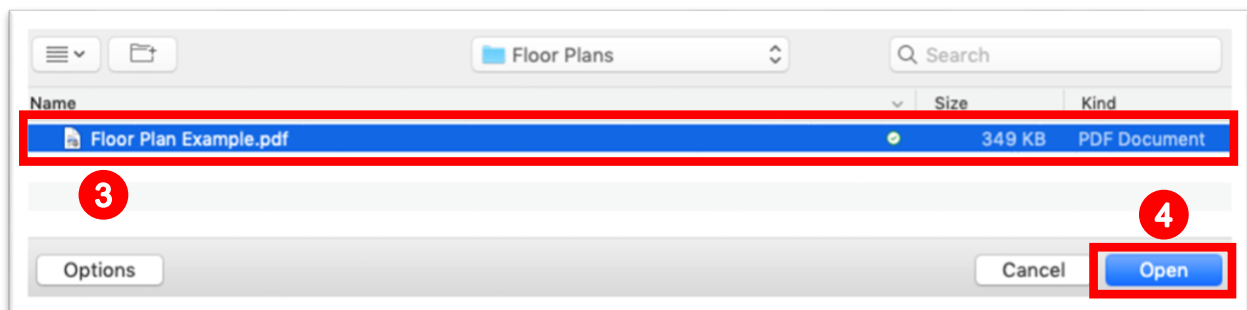 Floor Plans Search
Name Size Kind
Floor Plan Example.pdf 349 KB PDF Document
3
4
Options Cancel Open